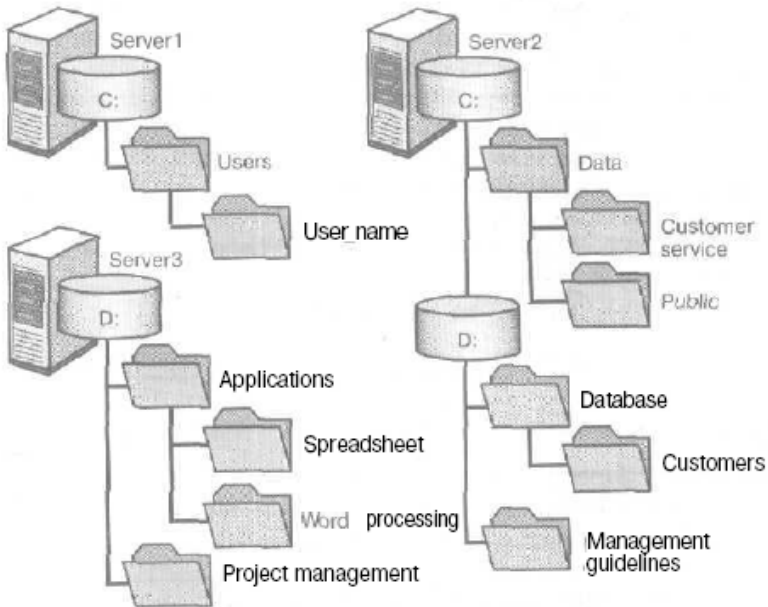 Server1
C:
Users
User_name
Server2
C:
Data
Customer
service
Public
D:
Database
Customers
Management
guidelines
Server3
D:
Applications
Spreadsheet
Word processing
Project management